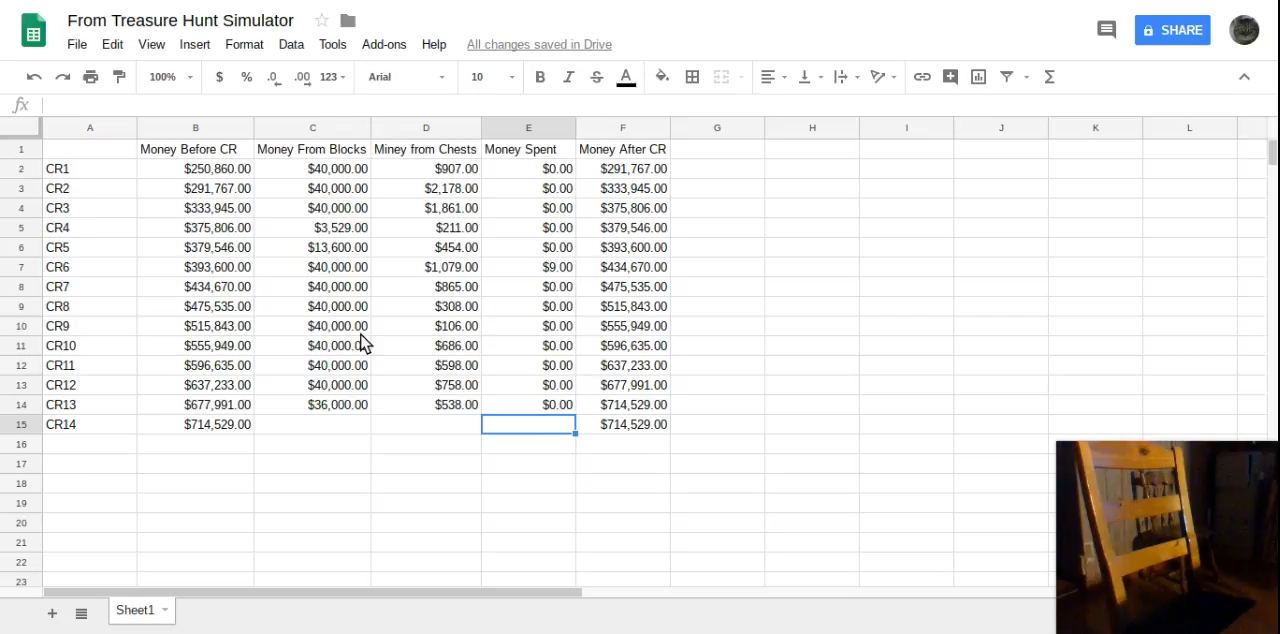 From Treasure Hunt Simulator
File Edit View Insert Format Data Tools Add-ons Help All changes saved in Drive
SHARE
100% $ % .0 .00 123 Arial 10 B I S A Σ
fx
A B C D E F G H I J K L
1 Money Before CR Money From Blocks Miney from Chests Money Spent Money After CR
2 CR1 $250,860.00 $40,000.00 $907.00 $0.00 $291,767.00
3 CR2 $291,767.00 $40,000.00 $2,178.00 $0.00 $333,945.00
4 CR3 $333,945.00 $40,000.00 $1,861.00 $0.00 $375,806.00
5 CR4 $375,806.00 $3,529.00 $211.00 $0.00 $379,546.00
6 CR5 $379,546.00 $13,600.00 $454.00 $0.00 $393,600.00
7 CR6 $393,600.00 $40,000.00 $1,079.00 $9.00 $434,670.00
8 CR7 $434,670.00 $40,000.00 $865.00 $0.00 $475,535.00
9 CR8 $475,535.00 $40,000.00 $308.00 $0.00 $515,843.00
10 CR9 $515,843.00 $40,000.00 $106.00 $0.00 $555,949.00
11 CR10 $555,949.00 $40,000.00 $686.00 $0.00 $596,635.00
12 CR11 $596,635.00 $40,000.00 $598.00 $0.00 $637,233.00
13 CR12 $637,233.00 $40,000.00 $758.00 $0.00 $677,991.00
14 CR13 $677,991.00 $36,000.00 $538.00 $0.00 $714,529.00
15 CR14 $714,529.00 $714,529.00
16
17
18
19
20
21
22
23
Sheet1